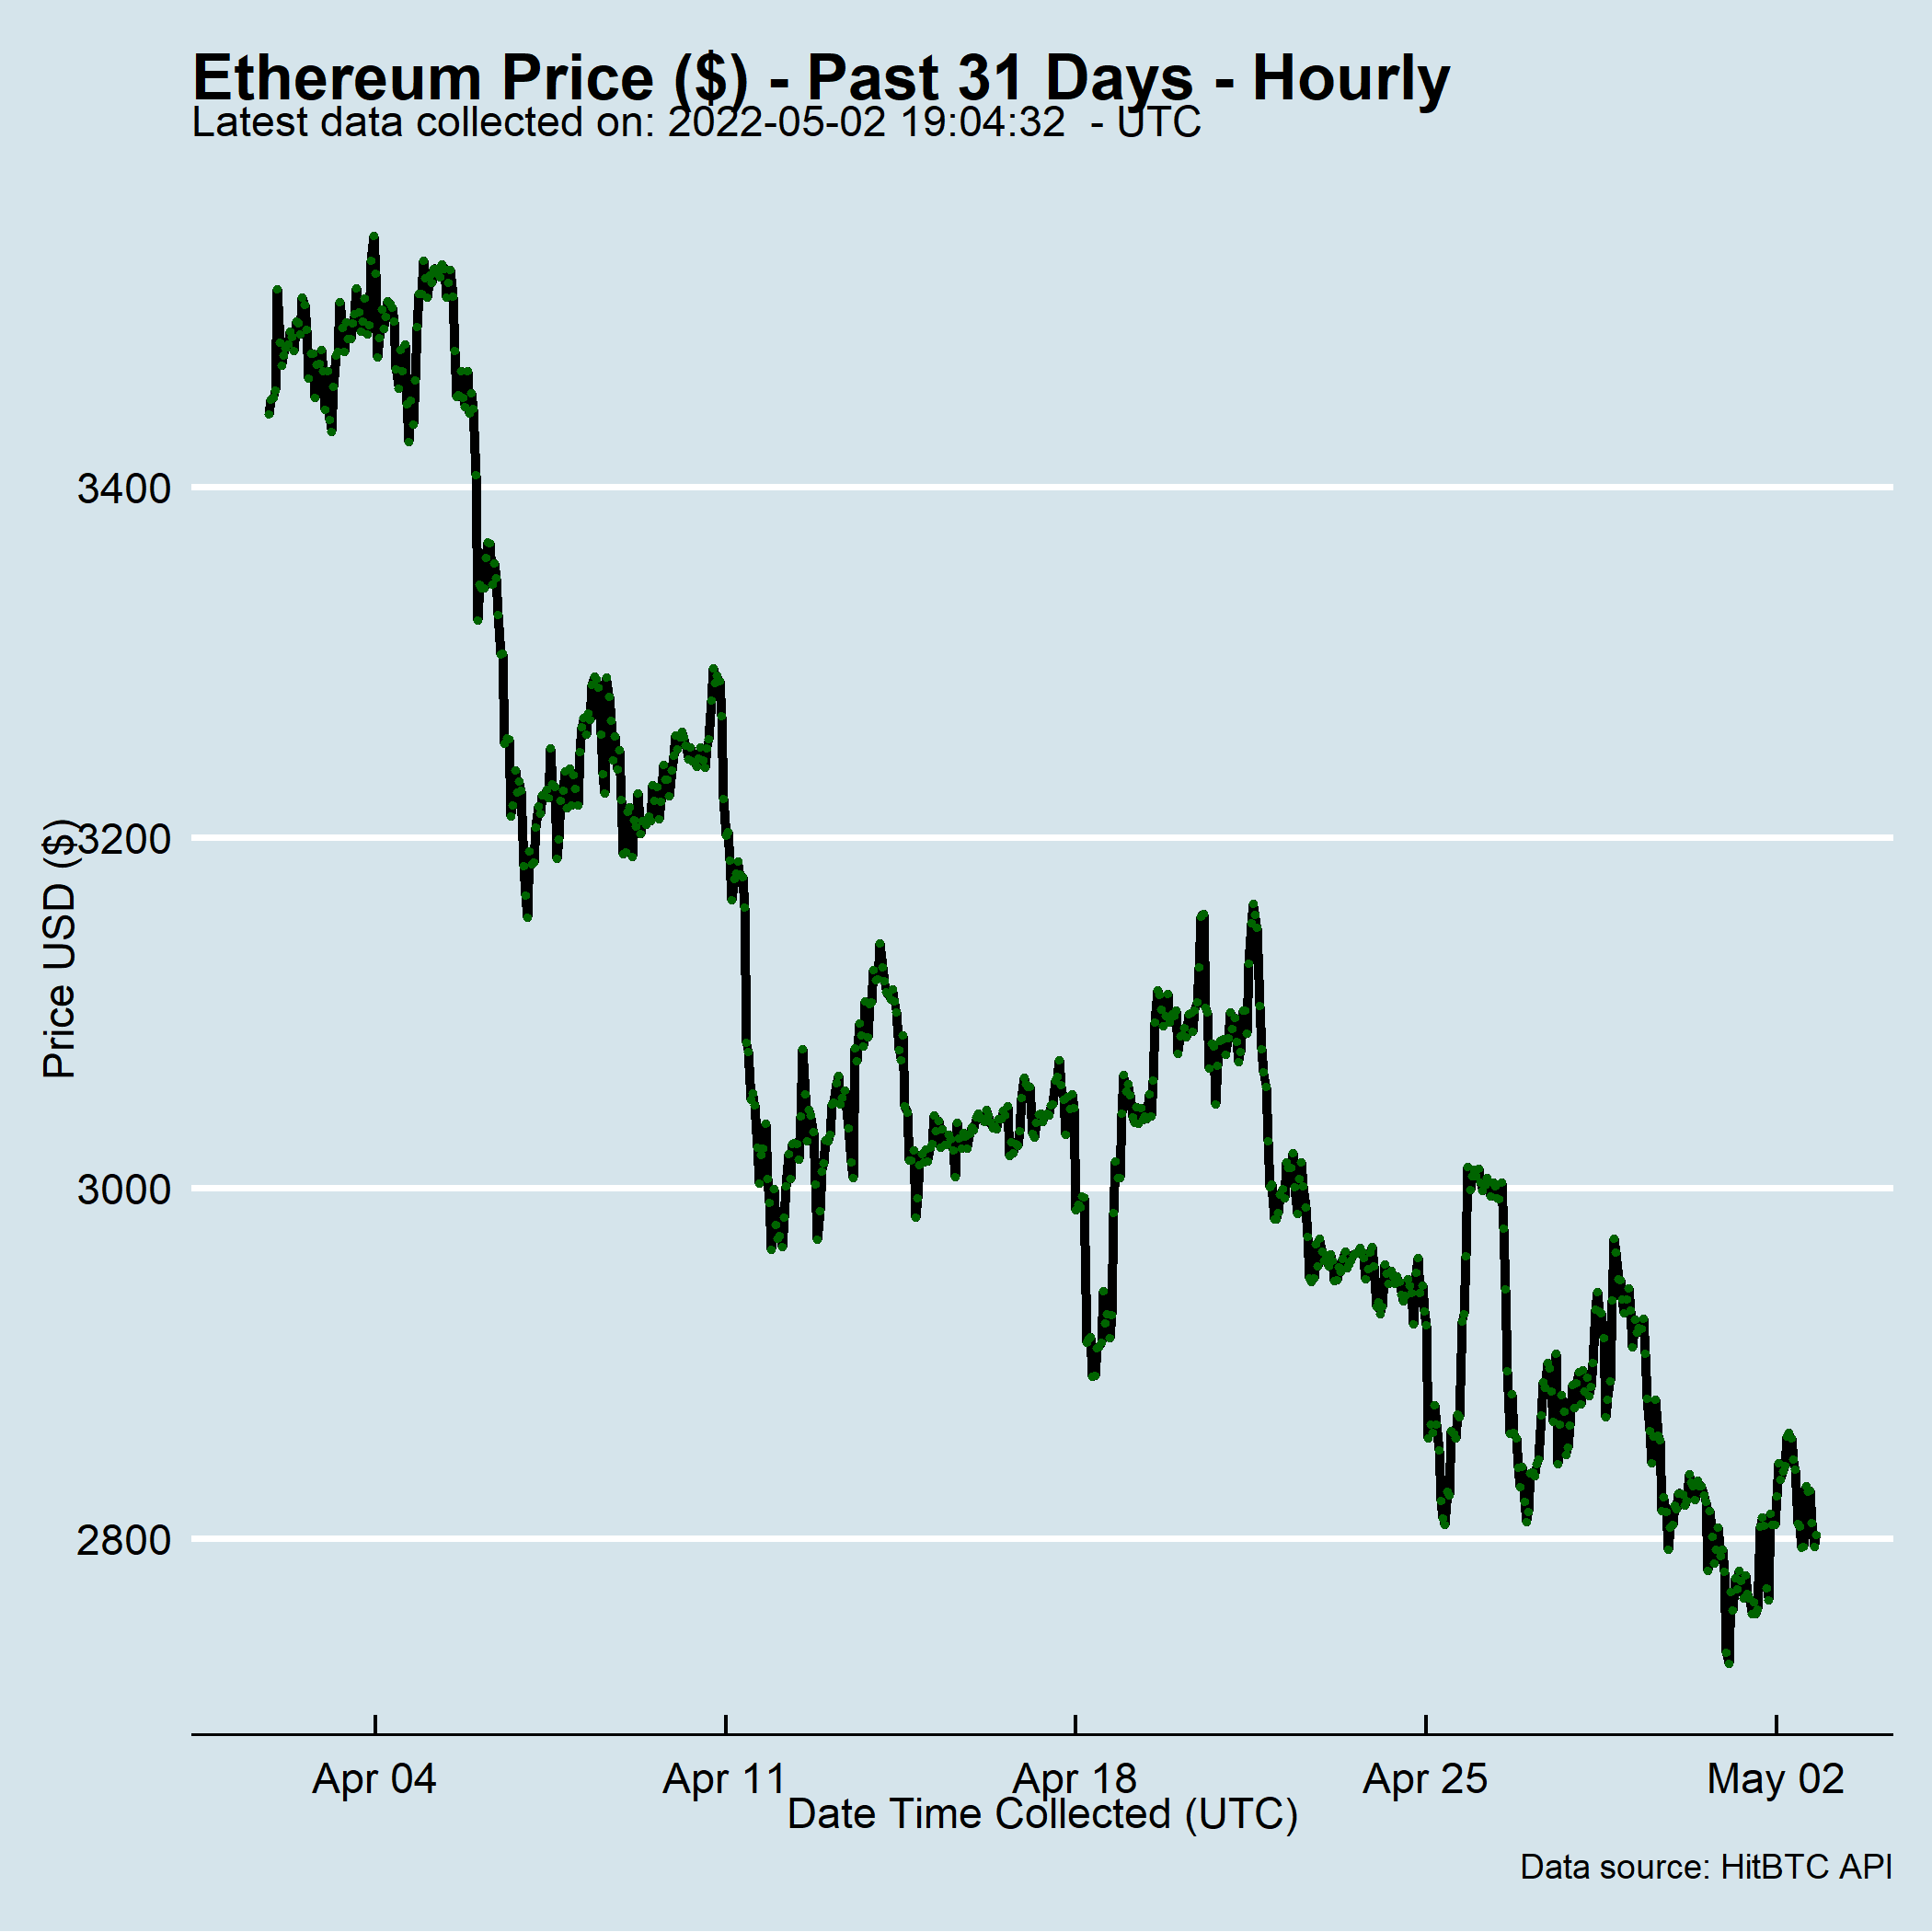 Ethereum Price ($) - Past 31 Days - Hourly
Latest data collected on: 2022-05-02 19:04:32  - UTC
3400
3200
3000
2800
Price USD ($)
Apr 04
Apr 11
Apr 18
Apr 25
May 02
Date Time Collected (UTC)
Data source: HitBTC API